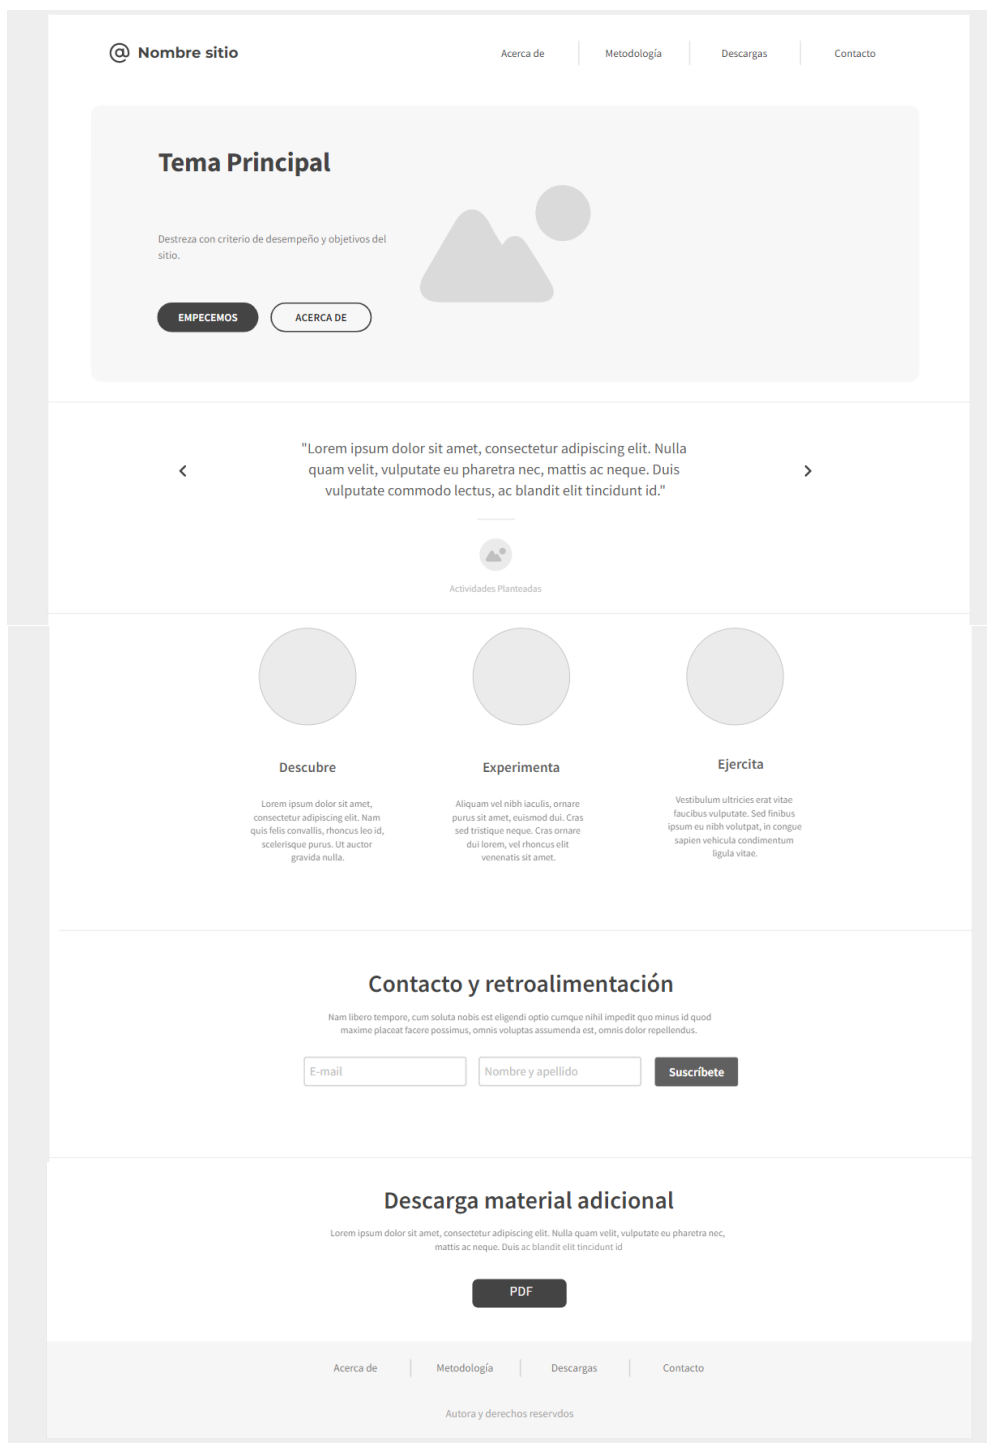 @ Nombre sitio
Acerca de
Metodología
Descargas
Contacto
Tema Principal
Destreza con criterio de desempeño y objetivos del
sitio.
EMPECEMOS
ACERCA DE
"Lorem ipsum dolor sit amet, consectetur adipiscing elit. Nulla
quam velit, vulputate eu pharetra nec, mattis ac neque. Duis
vulputate commodo lectus, ac blandit elit tincidunt id."
Actividades Planteadas
Descubre
Lorem ipsum dolor sit amet,
consectetur adipiscing elit. Nam
quis felis convallis, rhoncus leo id,
scelerisque purus. Ut auctor
gravida nulla.
Experimenta
Aliquam vel nibh iaculis, ornare
purus sit amet, euismod dui. Cras
sed tristique neque. Cras ornare
dui lorem, vel rhoncus elit
venenatis sit amet.
Ejercita
Vestibulum ultricies erat vitae
faucibus vulputate. Sed finibus
ipsum eu nibh volutpat, in congue
sapien vehicula condimentum
ligula vitae.
Contacto y retroalimentación
Nam libero tempore, cum soluta nobis est eligendi optio cumque nihil impedit quo minus id quod
maxime placeat facere possimus, omnis voluptas assumenda est, omnis dolor repellendus.
E-mail
Nombre y apellido
Suscríbete
Descarga material adicional
Lorem ipsum dolor sit amet, consectetur adipiscing elit. Nulla quam velit, vulputate eu pharetra nec,
mattis ac neque. Duis ac blandit elit tincidunt id
PDF
Acerca de
Metodología
Descargas
Contacto
Autora y derechos reservdos